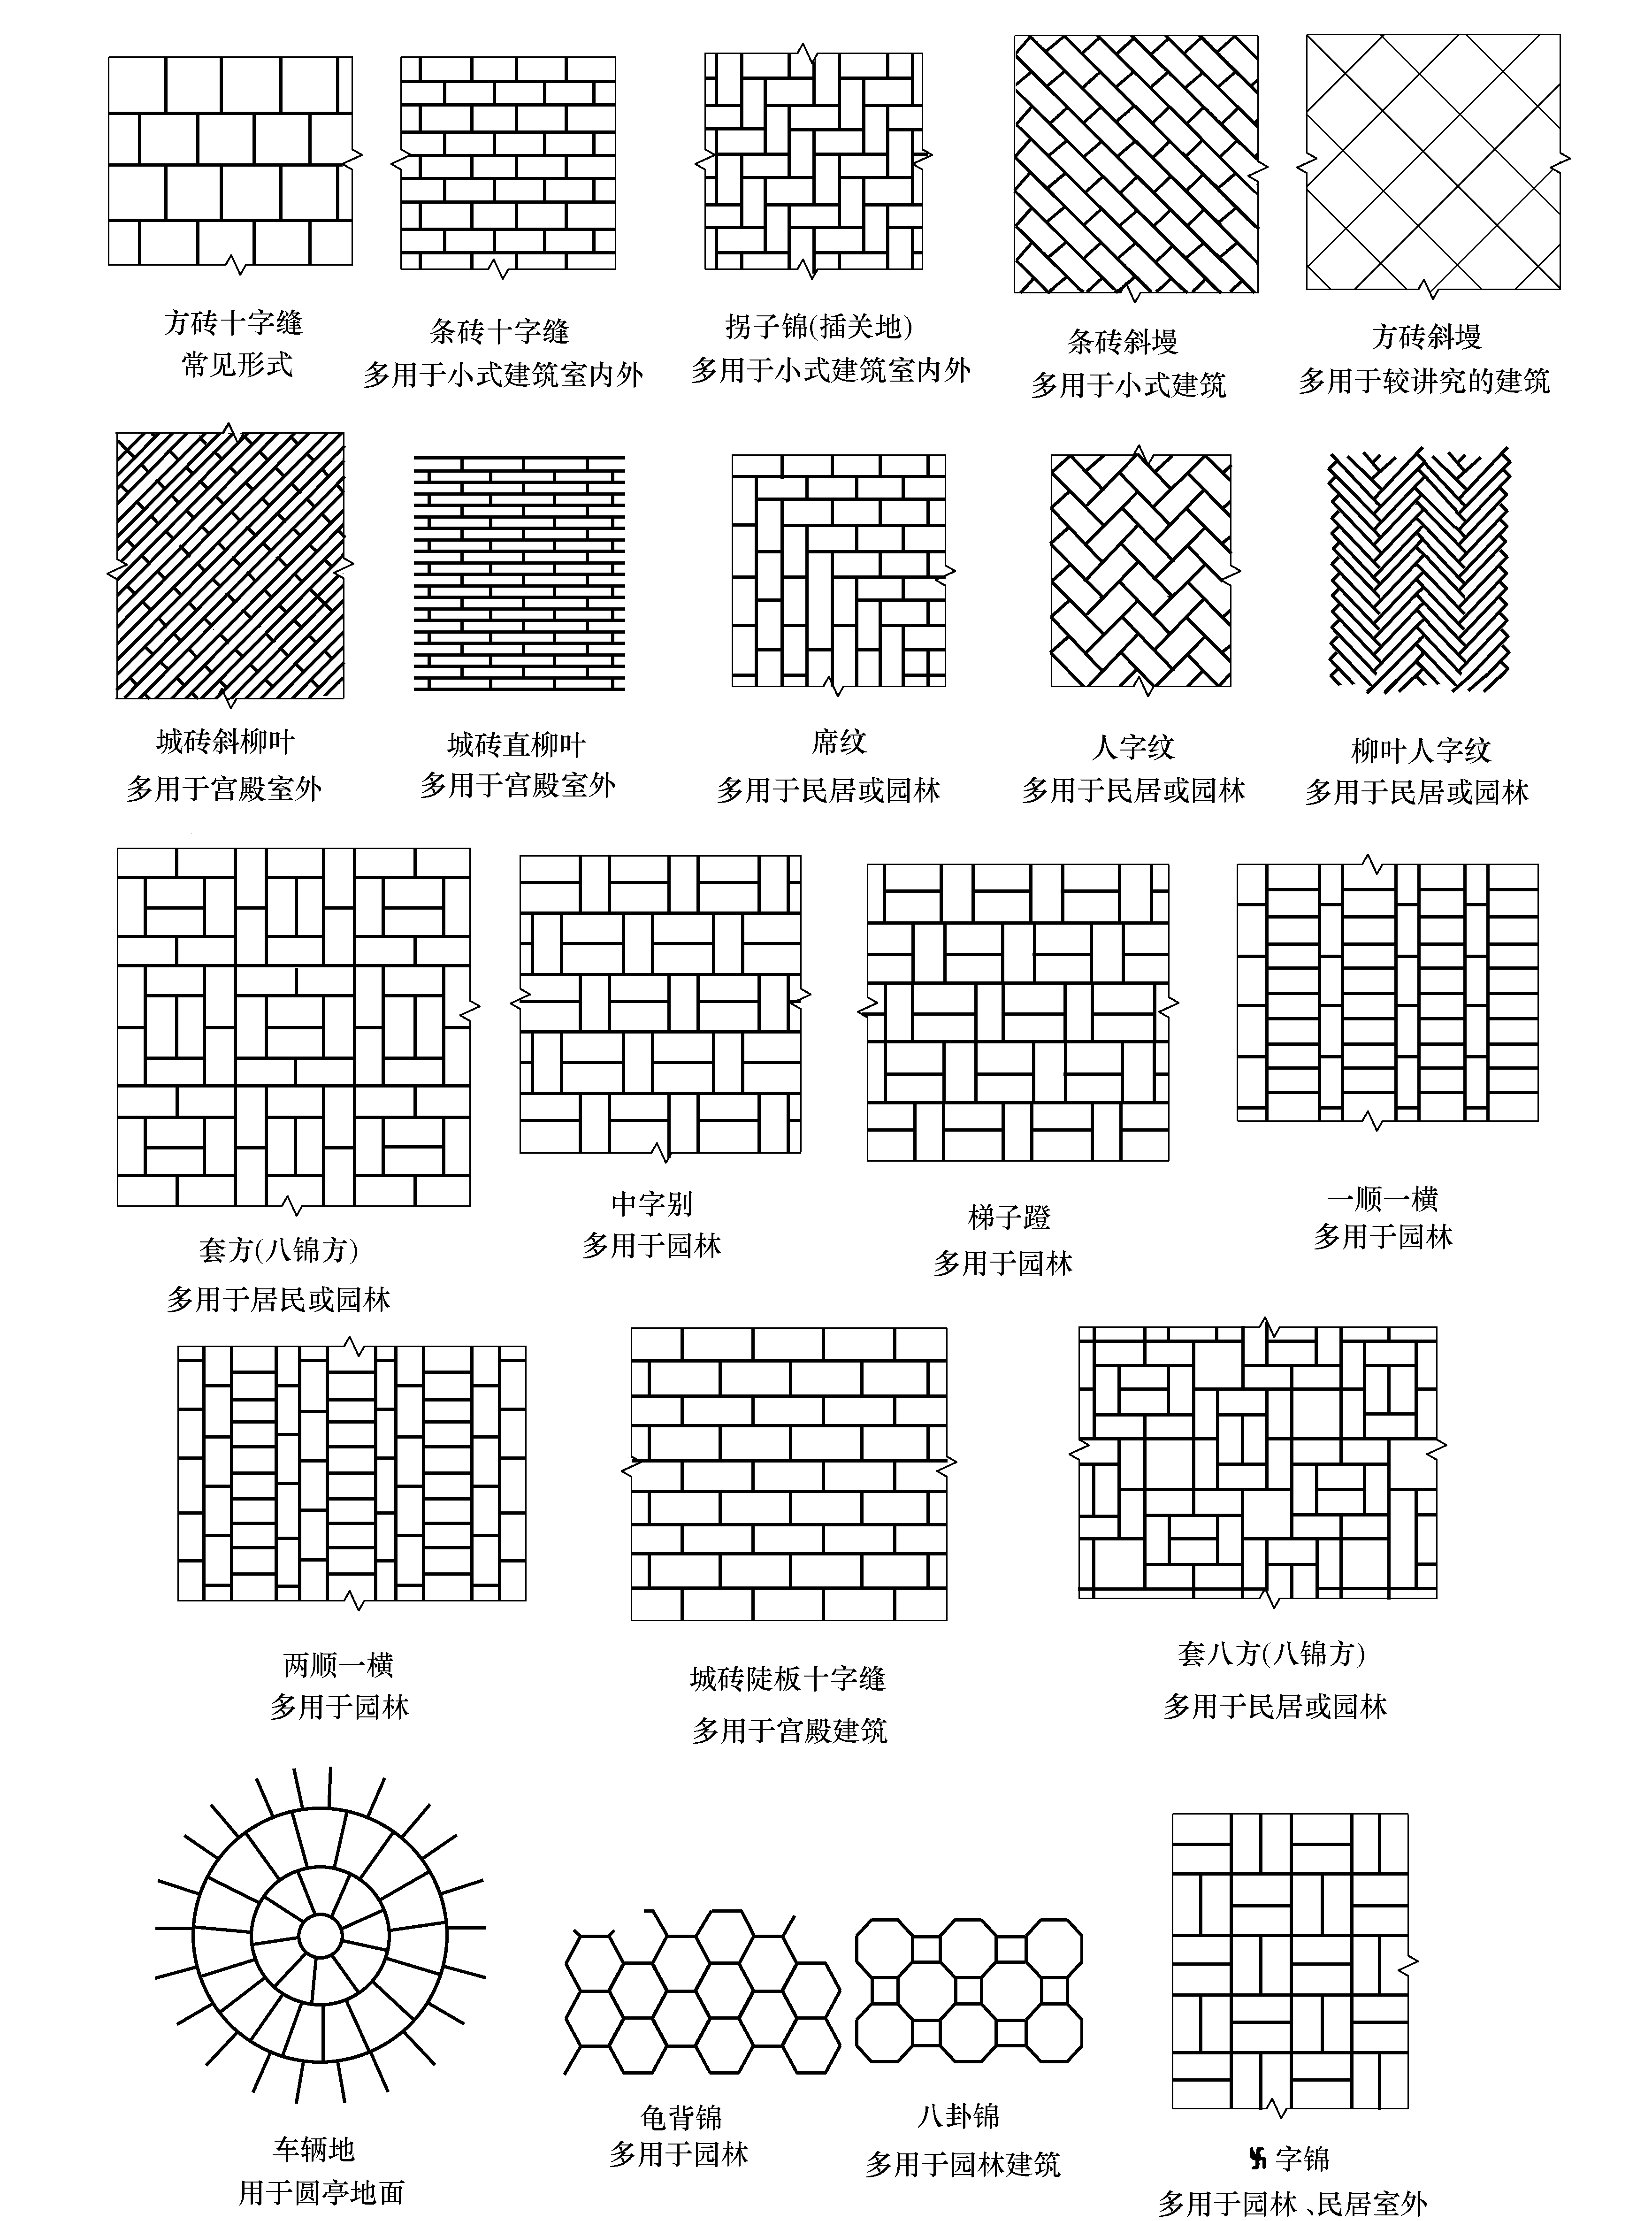 方砖十字缝
常见形式
条砖十字缝
多用于小式建筑室内外
拐子锦(插关地)
多用于小式建筑室内外
条砖斜墁
多用于小式建筑
方砖斜墁
多用于较讲究的建筑
城砖斜柳叶
多用于宫殿室外
城砖直柳叶
多用于宫殿室外
席纹
多用于民居或园林
人字纹
多用于民居或园林
柳叶人字纹
多用于民居或园林
套方(八锦方)
多用于居民或园林
中字别
多用于园林
梯子蹬
多用于园林
一顺一横
多用于园林
两顺一横
多用于园林
城砖陡板十字缝
多用于宫殿建筑
套八方(八锦方)
多用于民居或园林
车辆地
用于圆亭地面
龟背锦
多用于园林
八卦锦
多用于园林建筑
卐字锦
多用于园林、民居室外